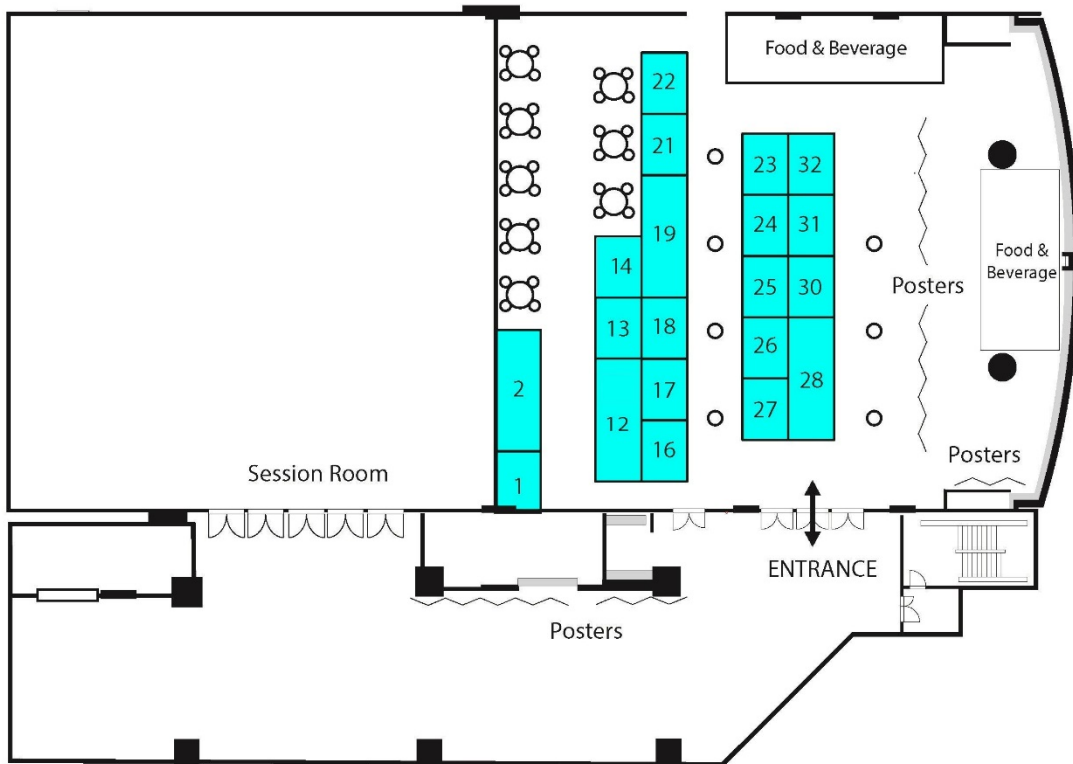 Food & Beverage
22
21
23
32
24
31
19
14
Food &
Beverage
25
30
Posters
13
18
26
2
28
17
12
27
16
Posters
Session Room
1
ENTRANCE
Posters